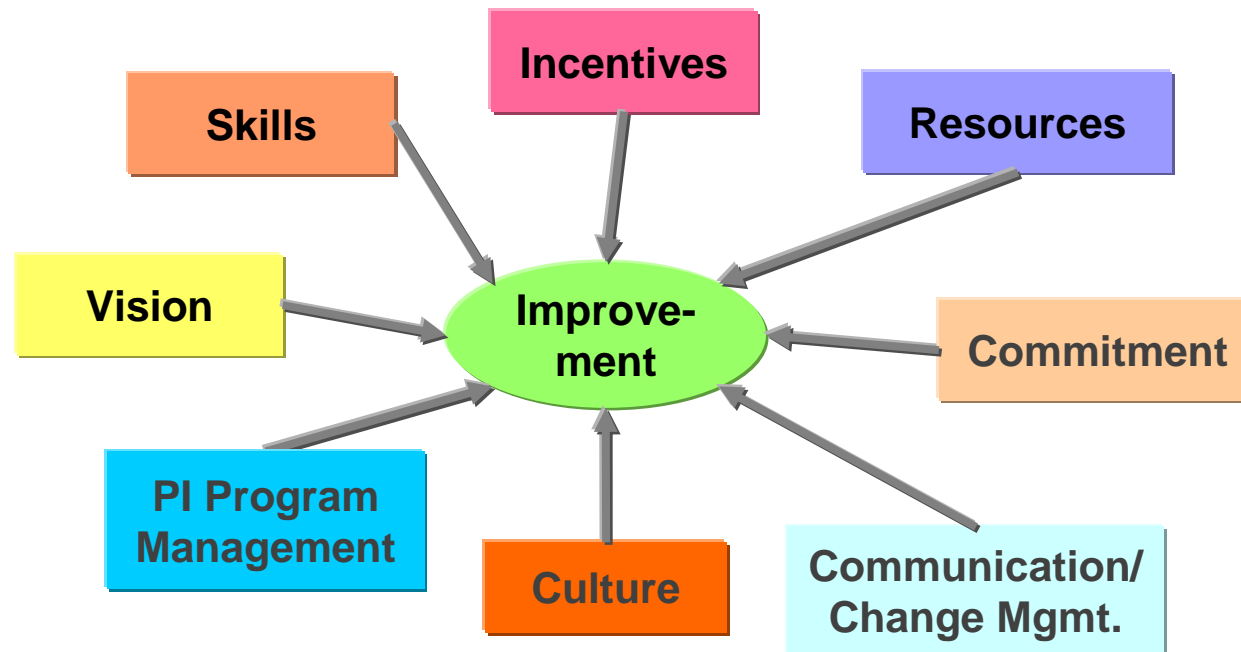 Incentives
Skills
Resources
Vision
Improve-
ment
Commitment
PI Program
Management
Culture
Communication/
Change Mgmt.